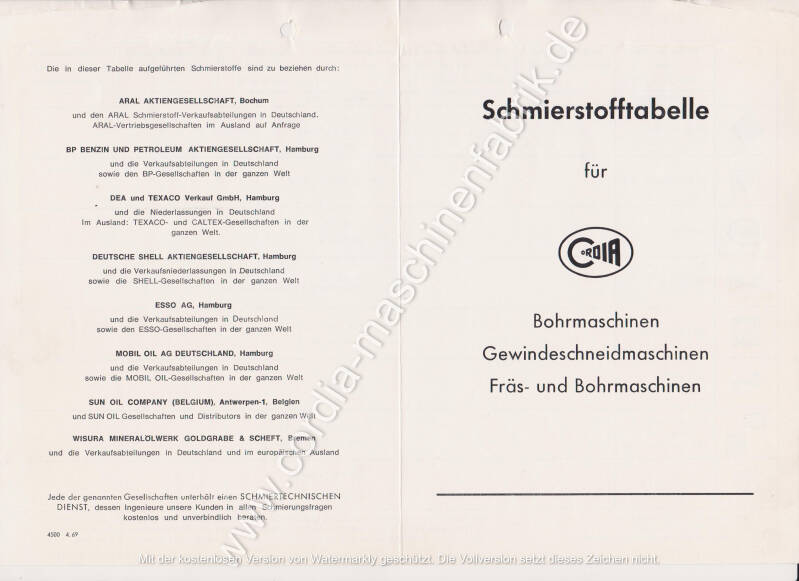 Die in dieser Tabelle aufgeführten Schmierstoffe sind zu beziehen durch:
ARAL AKTIENGESELLSCHAFT, Bochum
und den ARAL Schmierstoff-Verkaufsabteilungen in Deutschland.
ARAL-Vertriebsgesellschaften im Ausland auf Anfrage
BP BENZIN UND PETROLEUM AKTIENGESELLSCHAFT, Hamburg
und die Verkaufsabteilungen in Deutschland
sowie den BP-Gesellschaften in der ganzen Welt
DEA und TEXACO Verkauf GmbH, Hamburg
und die Niederlassungen in Deutschland
Im Ausland: TEXACO- und CALTEX-Gesellschaften in der
ganzen Welt.
DEUTSCHE SHELL AKTIENGESELLSCHAFT, Hamburg
und die Verkaufsniederlassungen in Deutschland
sowie die SHELL-Gesellschaften in der ganzen Welt
ESSO AG, Hamburg
und die Verkaufabteilungen in Deutschland
sowie den ESSO-Gesellschaften in der ganzen Welt
MOBIL OIL AG DEUTSCHLAND, Hamburg
und die Verkaufsabteilungen in Deutschland
sowie die MOBIL OIL-Gesellschaften in der ganzen Welt
SUN OIL COMPANY (BELGIUM), Antwerpen-1, Belgien
und SUN OIL Gesellschaften und Distributors in der ganzen Welt
WISURA MINERALÖLWERK GOLDGRABE & SCHEFT, Bremen
und die Verkaufsabteilungen in Deutschland und im europäischen Ausland
Jede der genannten Gesellschaften unterhält einen SCHMIERTECHNISCHEN
DIENST, dessen Ingenieure unsere Kunden in allen Schmierungsfragen
kostenlos und unverbindlich beraten.
4500 4. 69
Schmierstofftabelle
für
CORDIA
Bohrmaschinen
Gewindeschneidmaschinen
Fräs- und Bohrmaschinen
www.cordia-maschinenfabrik.de
Mit der kostenlosen Version von Watermarkly geschützt. Die Vollversion setzt dieses Zeichen nicht.